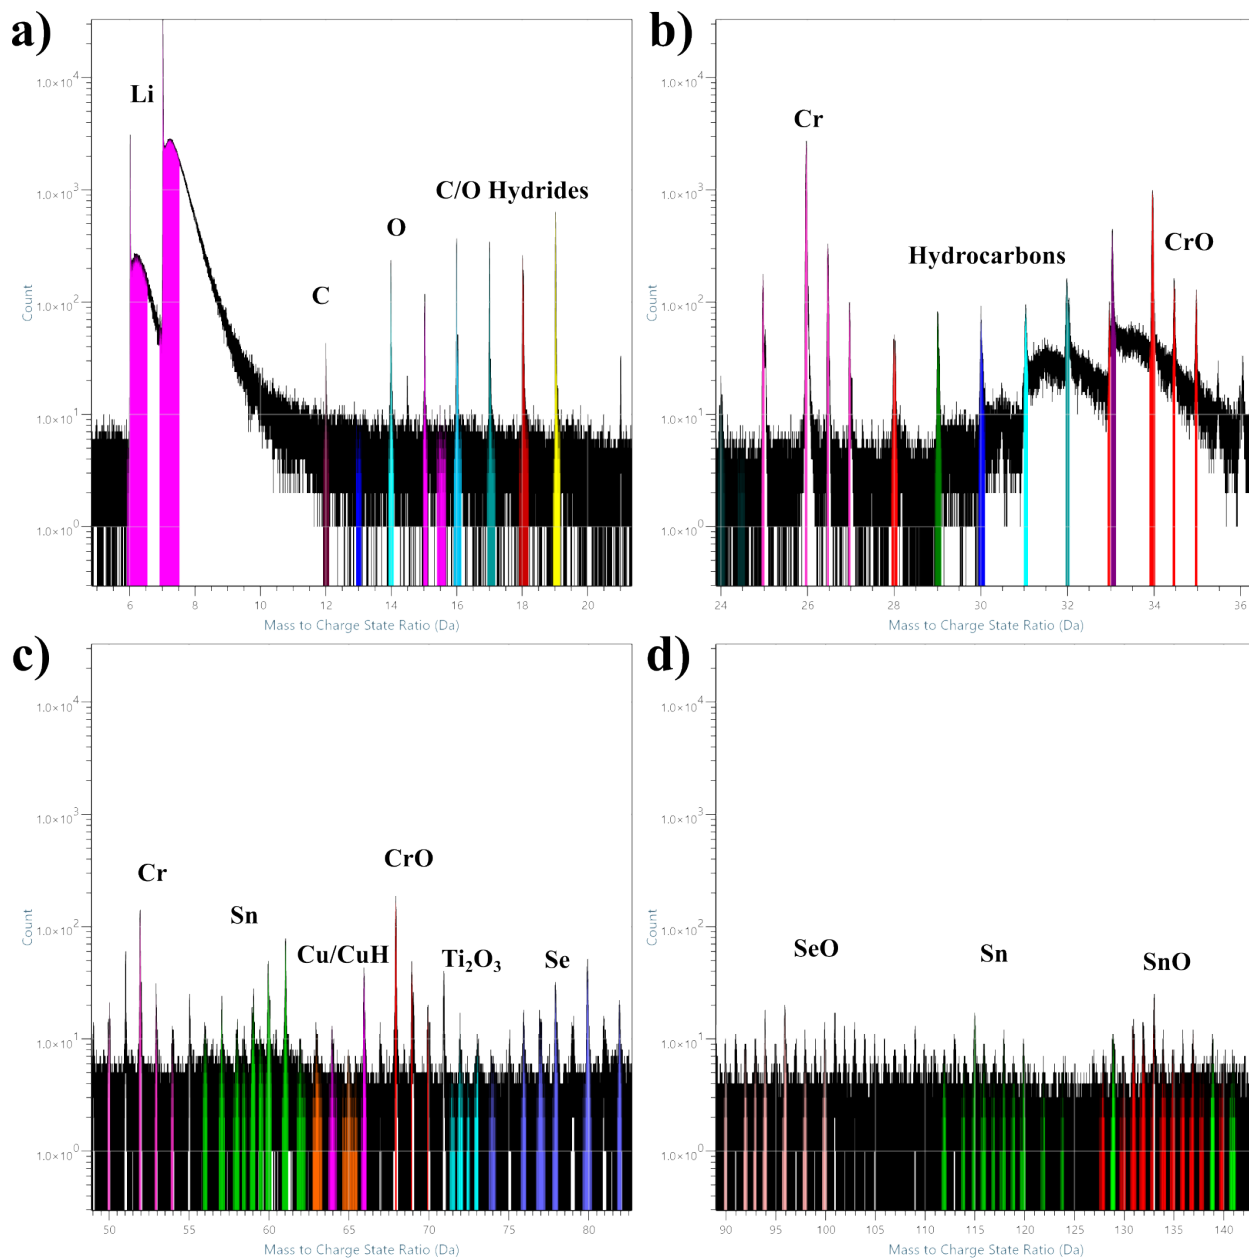 a)
1.0×10⁴
1.0×10³
1.0×10²
1.0×10¹
1.0×10⁰
Count
Li
C
O
C/O Hydrides
6 8 10 12 14 16 18 20
Mass to Charge State Ratio (Da)
b)
1.0×10⁴
1.0×10³
1.0×10²
1.0×10¹
1.0×10⁰
Count
Cr
Hydrocarbons
CrO
24 26 28 30 32 34 36
Mass to Charge State Ratio (Da)
c)
1.0×10⁴
1.0×10³
1.0×10²
1.0×10¹
1.0×10⁰
Count
Cr
Sn
Cu/CuH
CrO
Ti₂O₃
Se
50 55 60 65 70 75 80
Mass to Charge State Ratio (Da)
d)
1.0×10⁴
1.0×10³
1.0×10²
1.0×10¹
1.0×10⁰
Count
SeO
Sn
SnO
90 95 100 105 110 115 120 125 130 135 140
Mass to Charge State Ratio (Da)